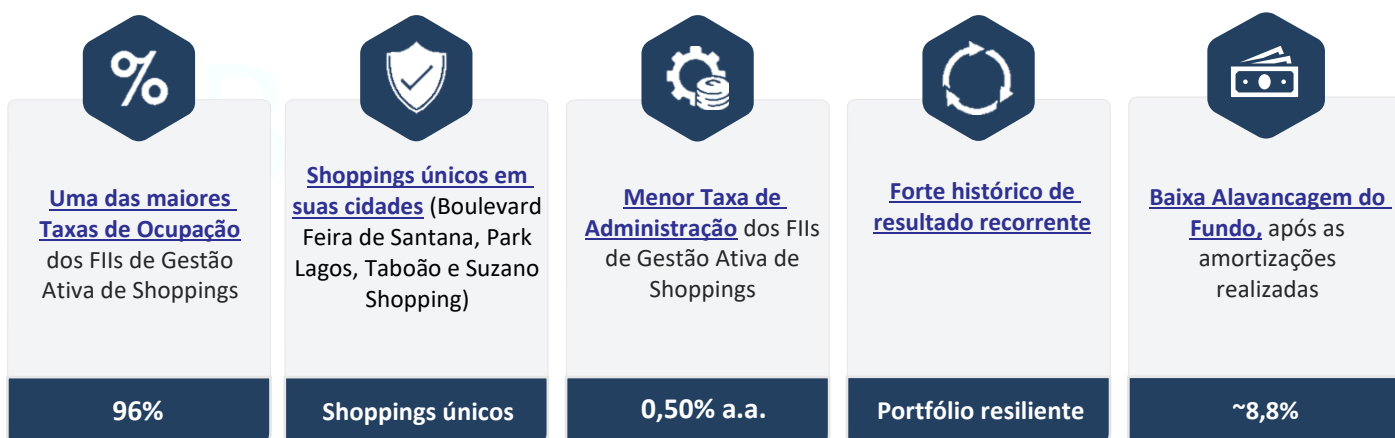 %
Uma das maiores
Taxas de Ocupação
dos FIIs de Gestão
Ativa de Shoppings
96%
Shoppings únicos em
suas cidades (Boulevard
Feira de Santana, Park
Lagos, Taboão e Suzano
Shopping)
Shoppings únicos
Menor Taxa de
Administração dos FIIs
de Gestão Ativa de
Shoppings
0,50% a.a.
Forte histórico de
resultado recorrente
Portfólio resiliente
Baixa Alavancagem do
Fundo, após as
amortizações
realizadas
~8,8%